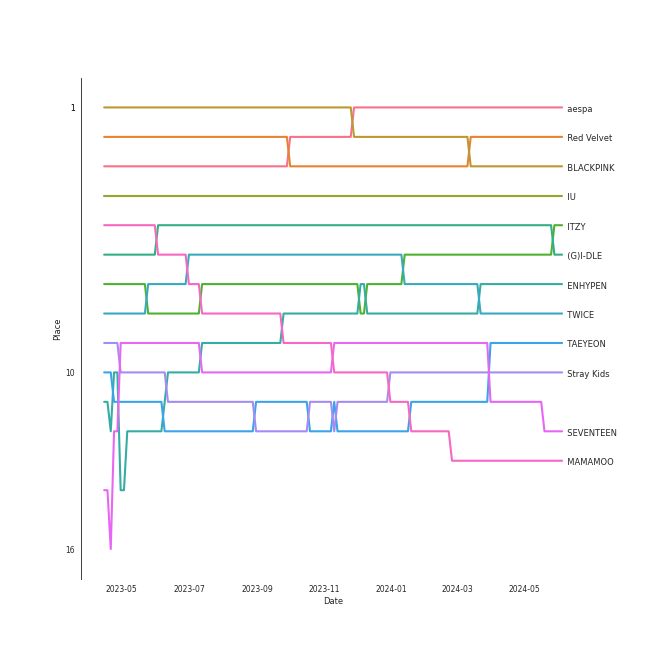 1
aespa
Red Velvet
BLACKPINK
IU
ITZY
(G)I-DLE
ENHYPEN
TWICE
Place
TAEYEON
10
Stray Kids
SEVENTEEN
MAMAMOO
16
2023-05 2023-07 2023-09 2023-11 2024-01 2024-03 2024-05
Date